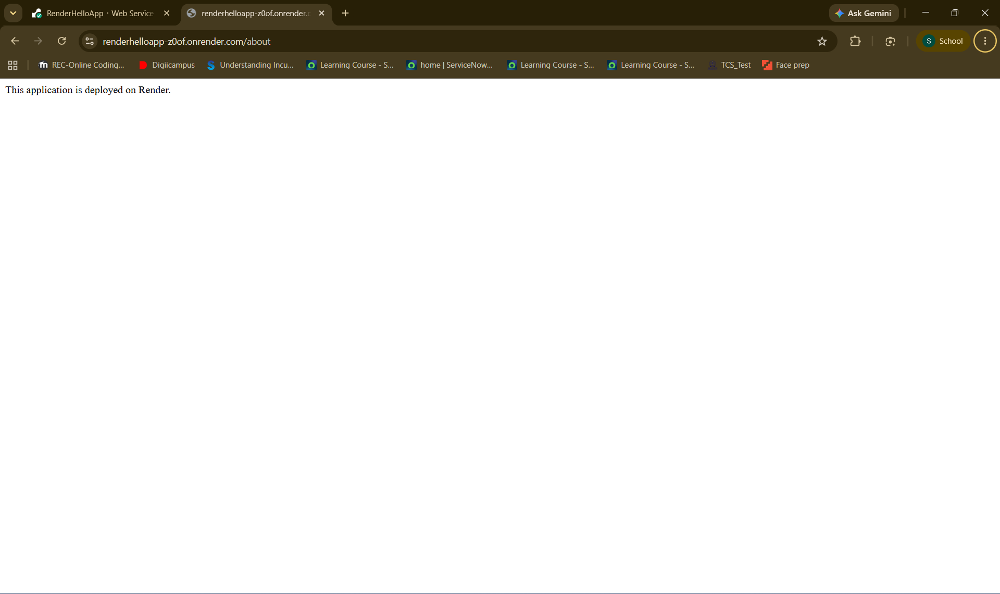 RenderHelloApp · Web Service
renderhelloapp-z0of.onrender.
Ask Gemini
renderhelloapp-z0of.onrender.com/about
S School
REC-Online Coding...
Digiicampus
Understanding Incu...
Learning Course - S...
home | ServiceNow...
Learning Course - S...
Learning Course - S...
TCS_Test
Face prep
This application is deployed on Render.